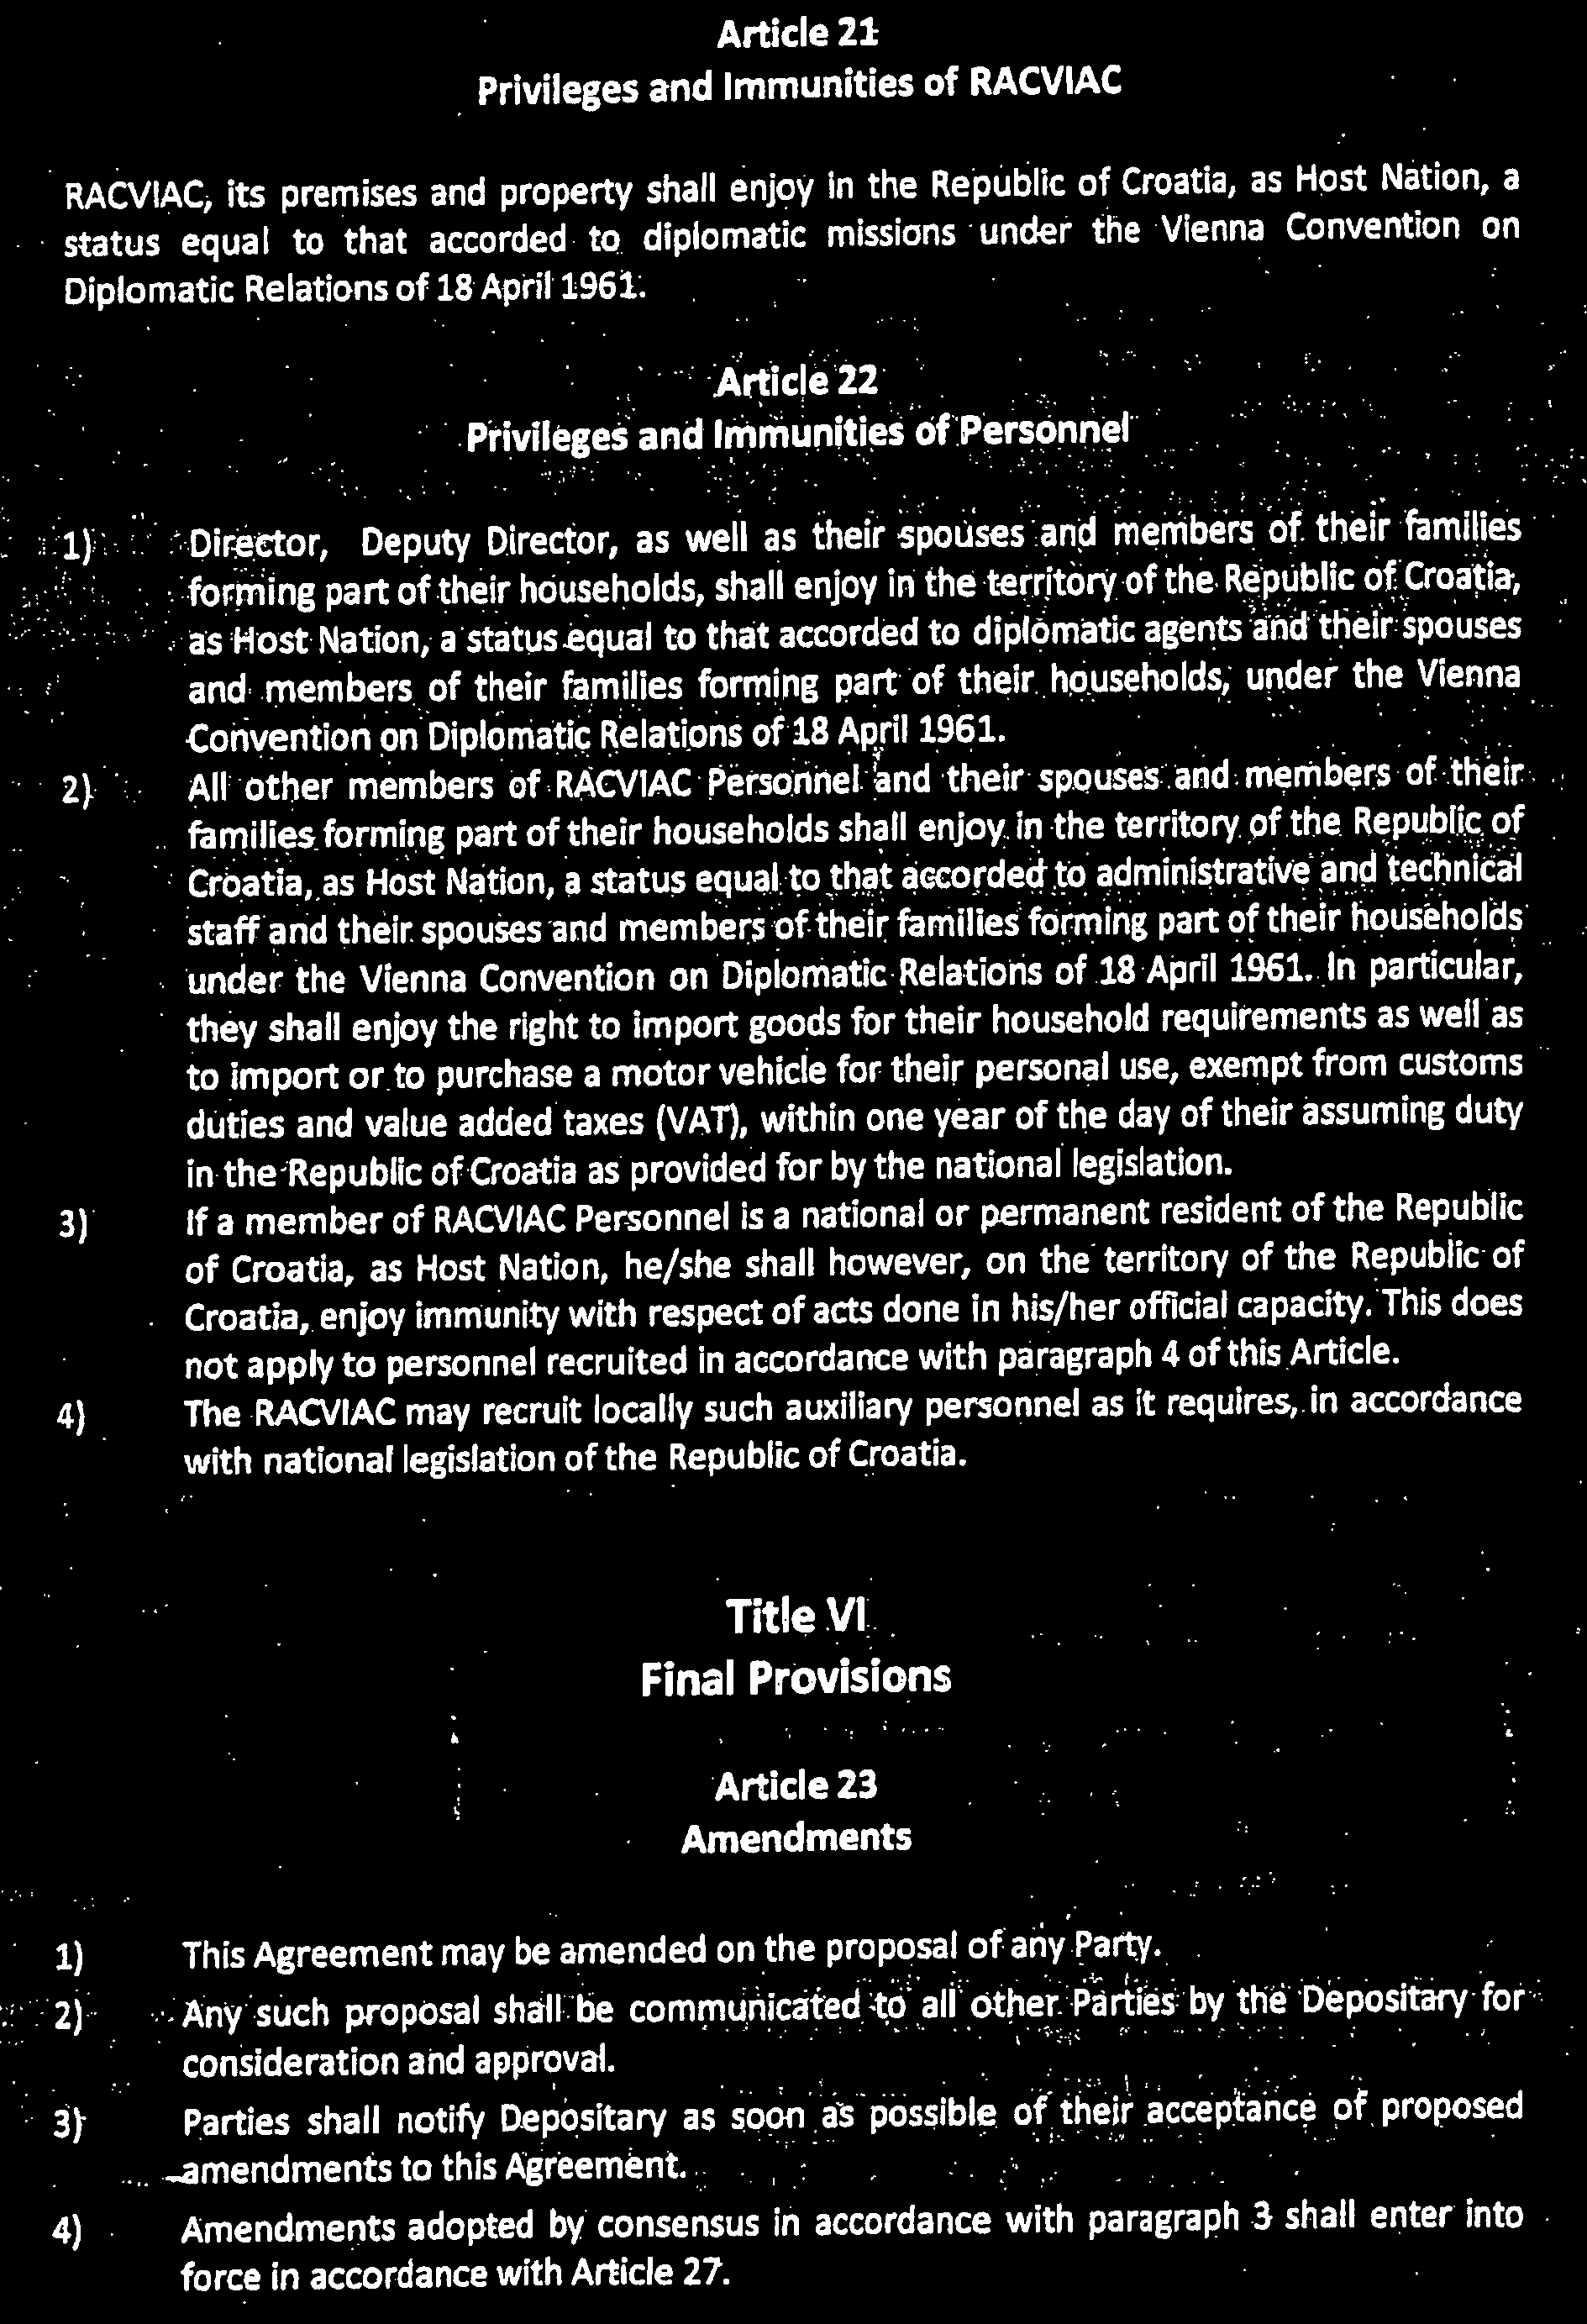 Article 21
Privileges and Immunities of RACVIAC
RACVIAC, its premises and property shall enjoy in the Republic of Croatia, as Host Nation, a
status equal to that accorded to diplomatic missions under the Vienna Convention on
Diplomatic Relations of 18 April 1961.
Article 22
Privileges and Immunities of Personnel
1) Director, Deputy Director, as well as their spouses and members of their families
forming part of their households, shall enjoy in the territory of the Republic of Croatia,
as Host Nation, a status equal to that accorded to diplomatic agents and their spouses
and members of their families forming part of their households, under the Vienna
Convention on Diplomatic Relations of 18 April 1961.
2) All other members of RACVIAC Personnel and their spouses and members of their
families forming part of their households shall enjoy in the territory of the Republic of
Croatia, as Host Nation, a status equal to that accorded to administrative and technical
staff and their spouses and members of their families forming part of their households
under the Vienna Convention on Diplomatic Relations of 18 April 1961. In particular,
they shall enjoy the right to import goods for their household requirements as well as
to import or to purchase a motor vehicle for their personal use, exempt from customs
duties and value added taxes (VAT), within one year of the day of their assuming duty
in the Republic of Croatia as provided for by the national legislation.
3) If a member of RACVIAC Personnel is a national or permanent resident of the Republic
of Croatia, as Host Nation, he/she shall however, on the territory of the Republic of
Croatia, enjoy immunity with respect of acts done in his/her official capacity. This does
not apply to personnel recruited in accordance with paragraph 4 of this Article.
4) The RACVIAC may recruit locally such auxiliary personnel as it requires, in accordance
with national legislation of the Republic of Croatia.
Title VI
Final Provisions
Article 23
Amendments
1) This Agreement may be amended on the proposal of any Party.
2) Any such proposal shall be communicated to all other Parties by the Depositary for
consideration and approval.
3) Parties shall notify Depositary as soon as possible of their acceptance of proposed
amendments to this Agreement.
4) Amendments adopted by consensus in accordance with paragraph 3 shall enter into
force in accordance with Article 27.